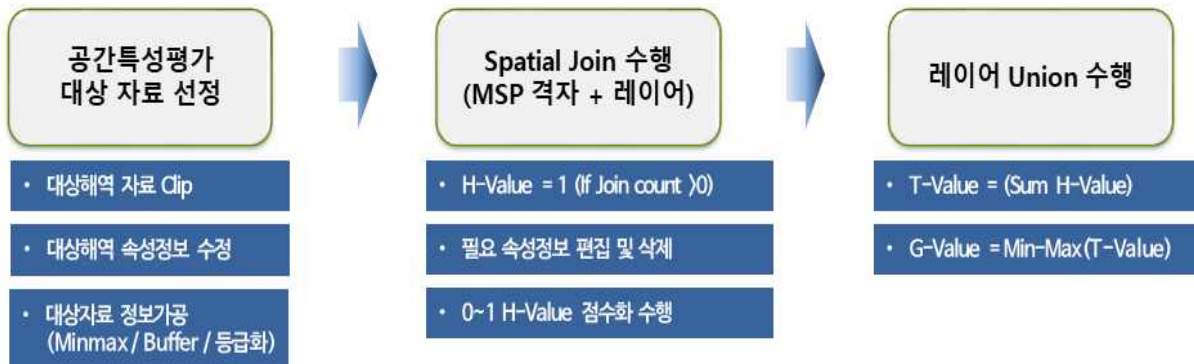 공간특성평가
대상 자료 선정
• 대상해역 자료 Clip
• 대상해역 속성정보 수정
• 대상자료 정보가공
(Minmax / Buffer / 등급화)
Spatial Join 수행
(MSP 격자 + 레이어)
• H-Value = 1 (If Join count >0)
• 필요 속성정보 편집 및 삭제
• 0~1 H-Value 점수화 수행
레이어 Union 수행
• T-Value = (Sum H-Value)
• G-Value = Min-Max(T-Value)